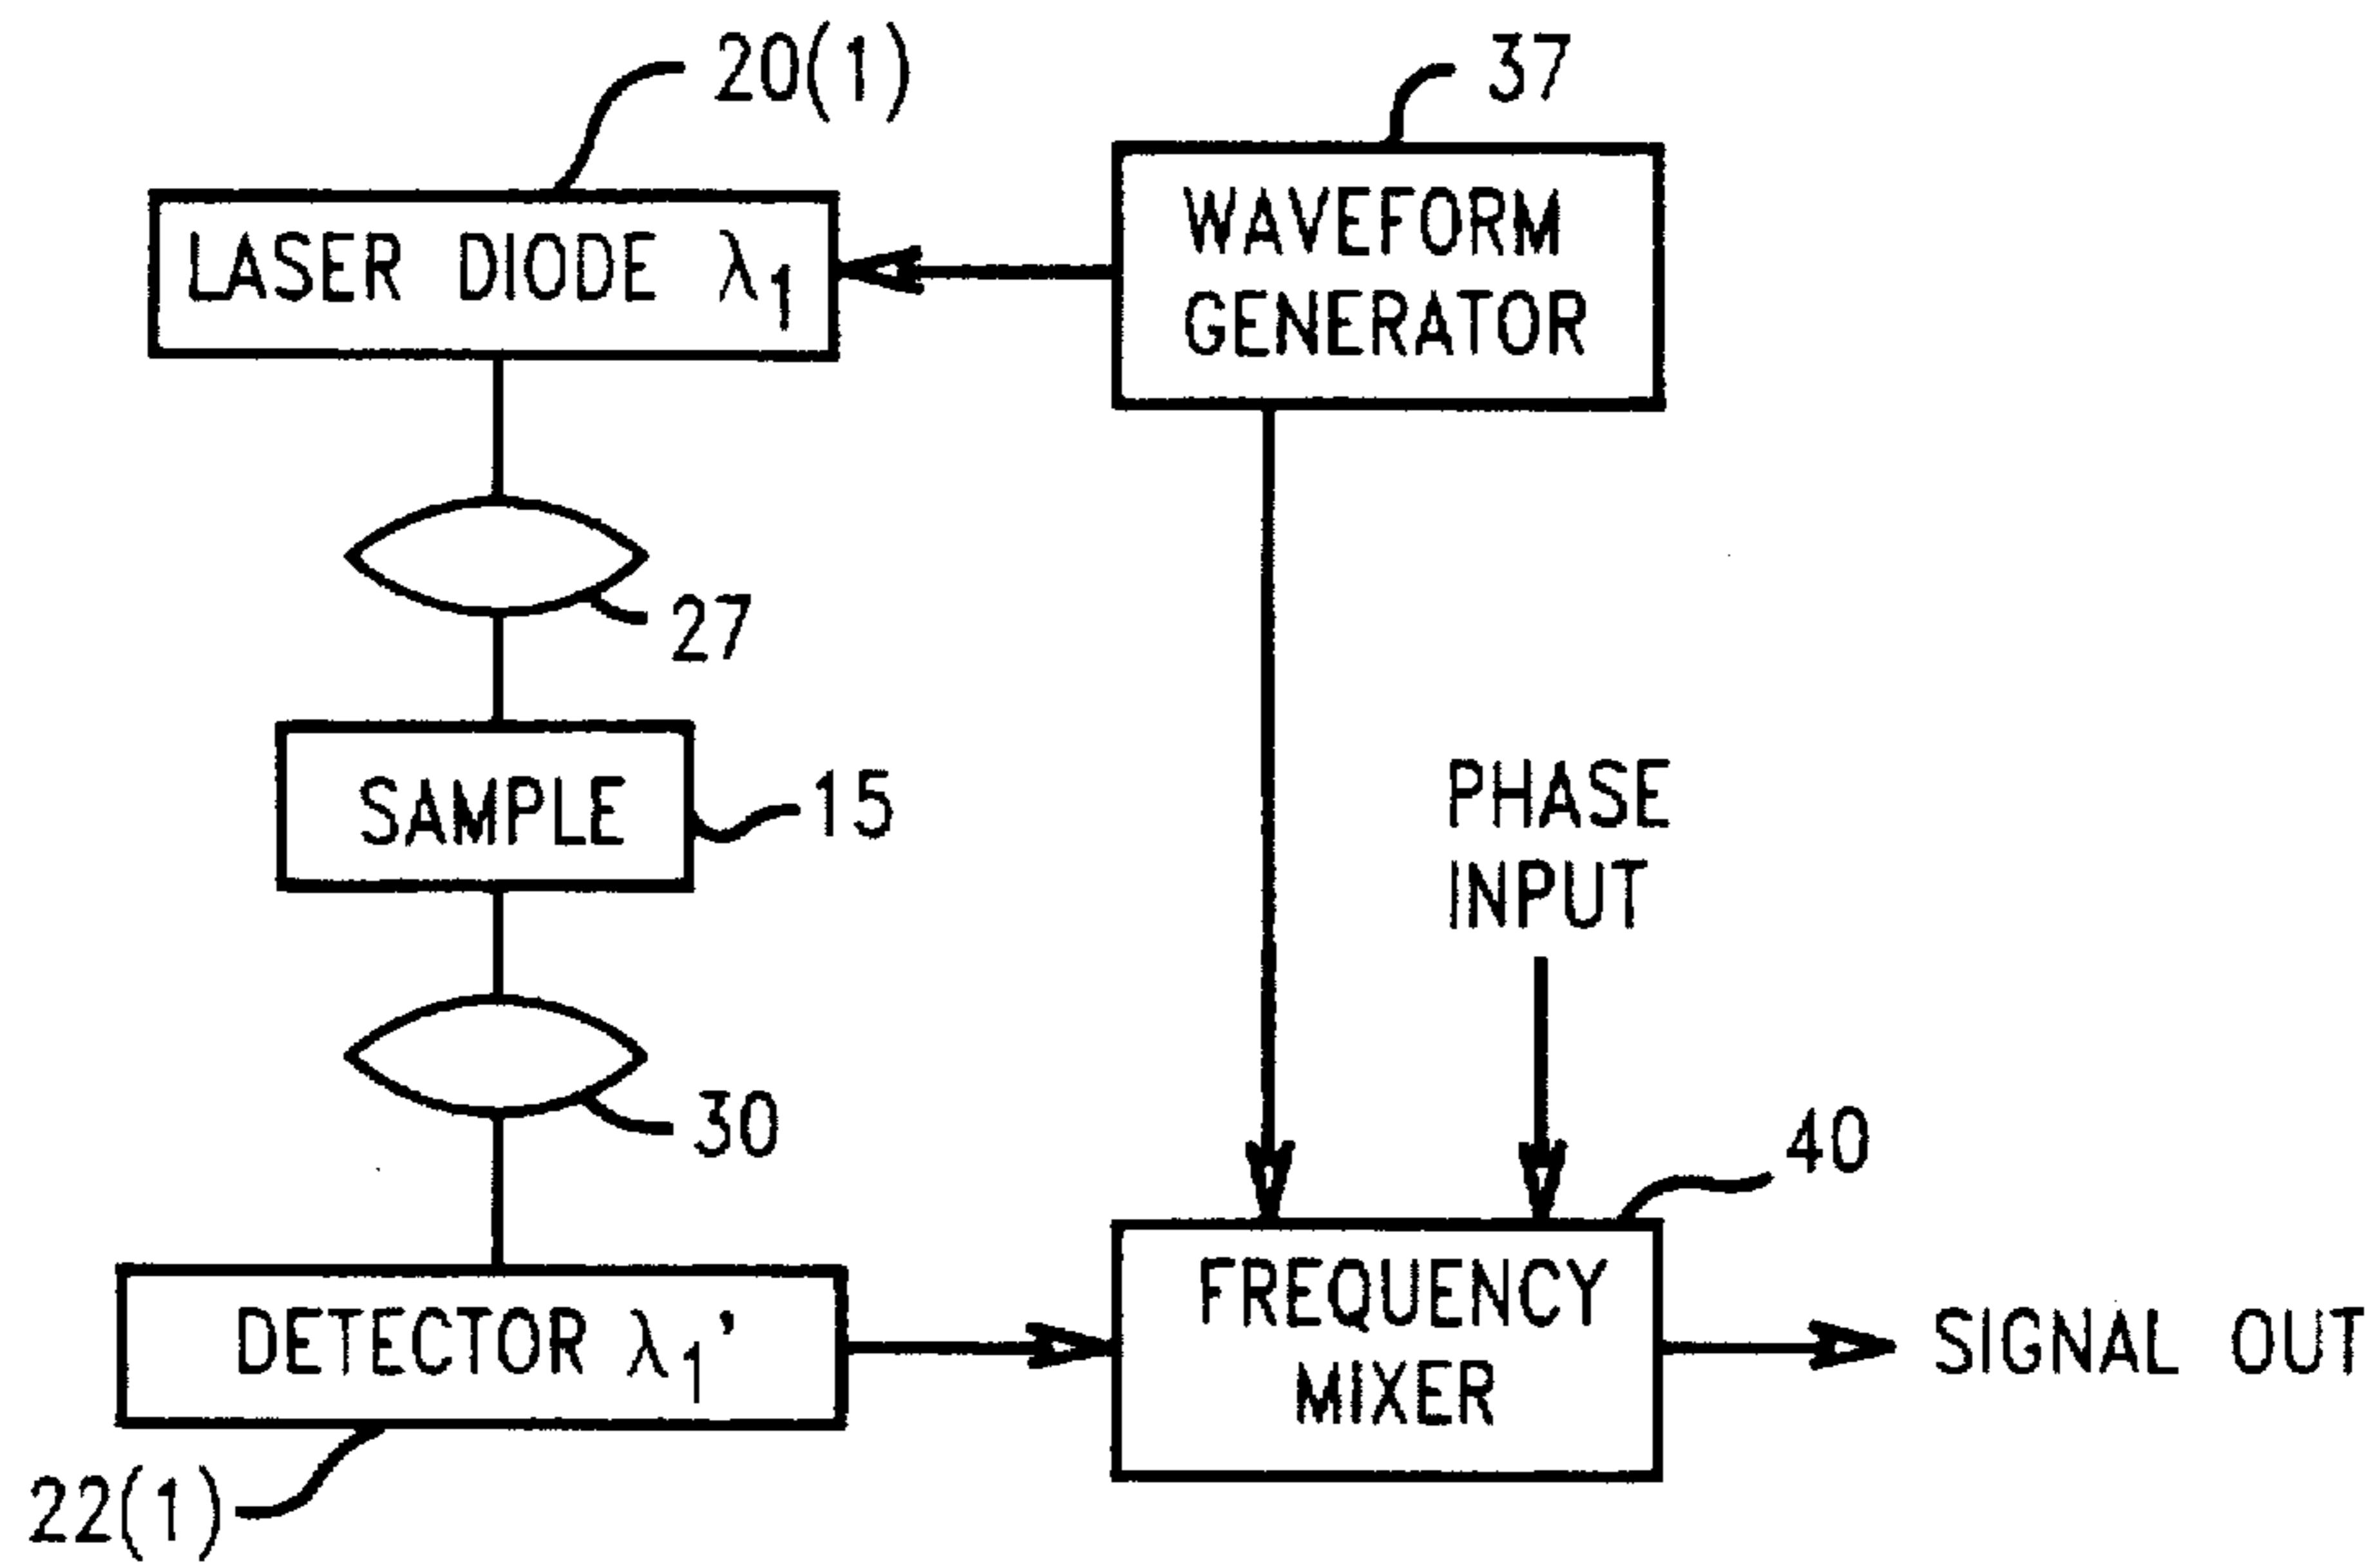 20(1)
37
LASER DIODE λ1
WAVEFORM
GENERATOR
27
SAMPLE
15
PHASE
INPUT
30
40
DETECTOR λ1'
FREQUENCY
MIXER
SIGNAL OUT
22(1)